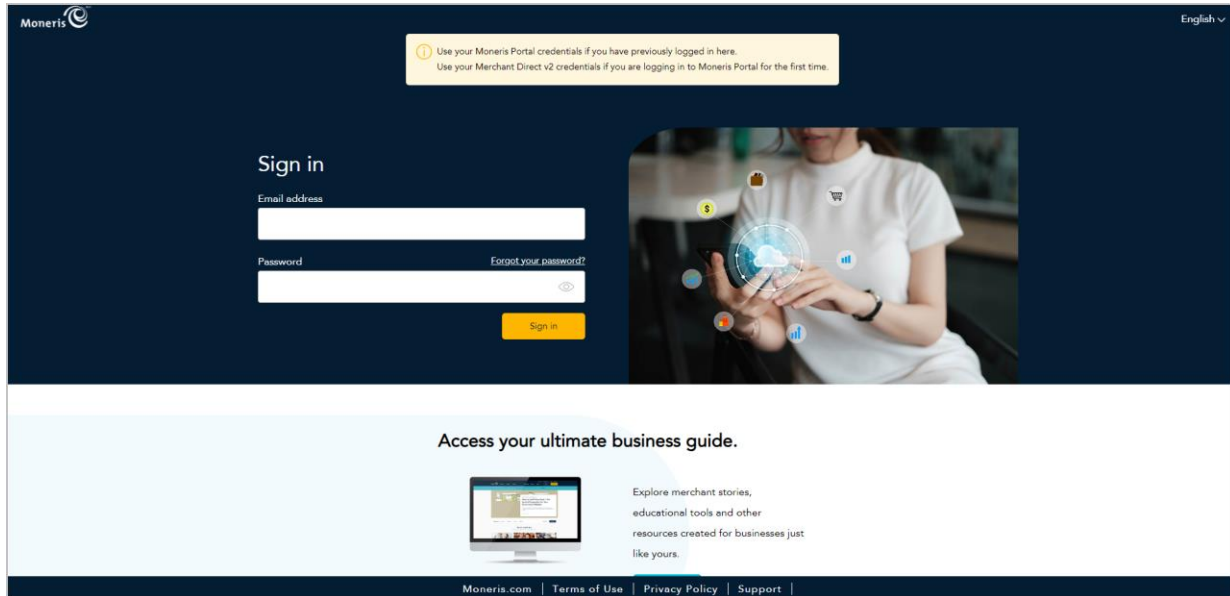 Moneris
English
Use your Moneris Portal credentials if you have previously logged in here.
Use your Merchant Direct v2 credentials if you are logging in to Moneris Portal for the first time.
Sign in
Email address
Password Forgot your password?
Sign in
$
Access your ultimate business guide.
Explore merchant stories,
educational tools and other
resources created for businesses just
like yours.
Moneris.com | Terms of Use | Privacy Policy | Support |